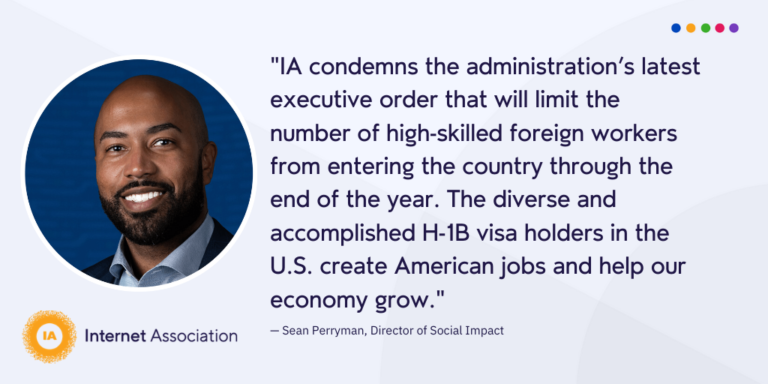 "IA condemns the administration’s latest
executive order that will limit the
number of high-skilled foreign workers
from entering the country through the
end of the year. The diverse and
accomplished H-1B visa holders in the
U.S. create American jobs and help our
economy grow."
— Sean Perryman, Director of Social Impact
IA
Internet Association